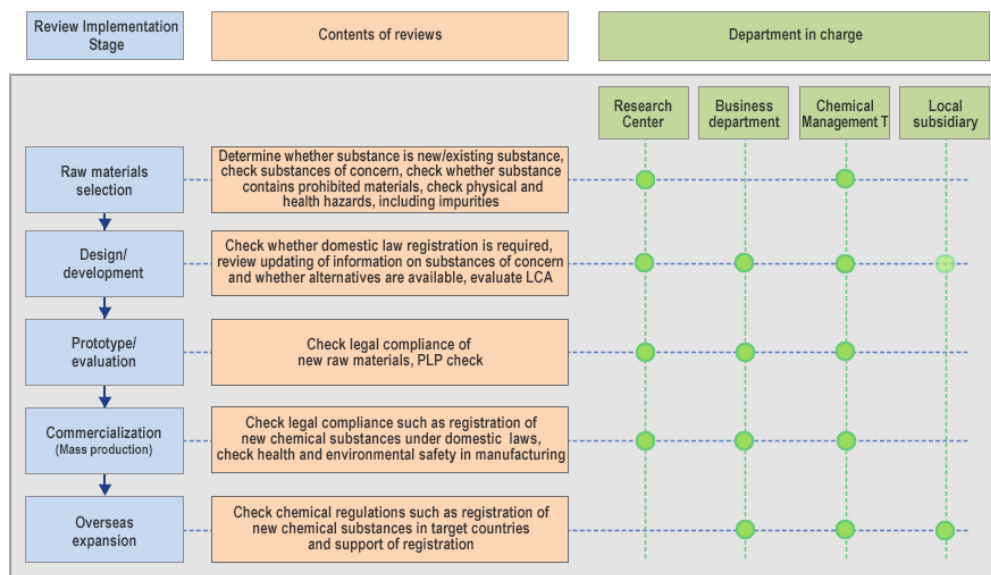 Review Implementation
Stage
Contents of reviews
Department in charge
Research
Center
Business
department
Chemical
Management T
Local
subsidiary
Raw materials
selection
Determine whether substance is new/existing substance,
check substances of concern, check whether substance
contains prohibited materials, check physical and
health hazards, including impurities
Design/
development
Check whether domestic law registration is required,
review updating of information on substances of concern
and whether alternatives are available, evaluate LCA
Prototype/
evaluation
Check legal compliance of
new raw materials, PLP check
Commercialization
(Mass production)
Check legal compliance such as registration of
new chemical substances under domestic laws,
check health and environmental safety in manufacturing
Overseas
expansion
Check chemical regulations such as registration of
new chemical substances in target countries
and support of registration